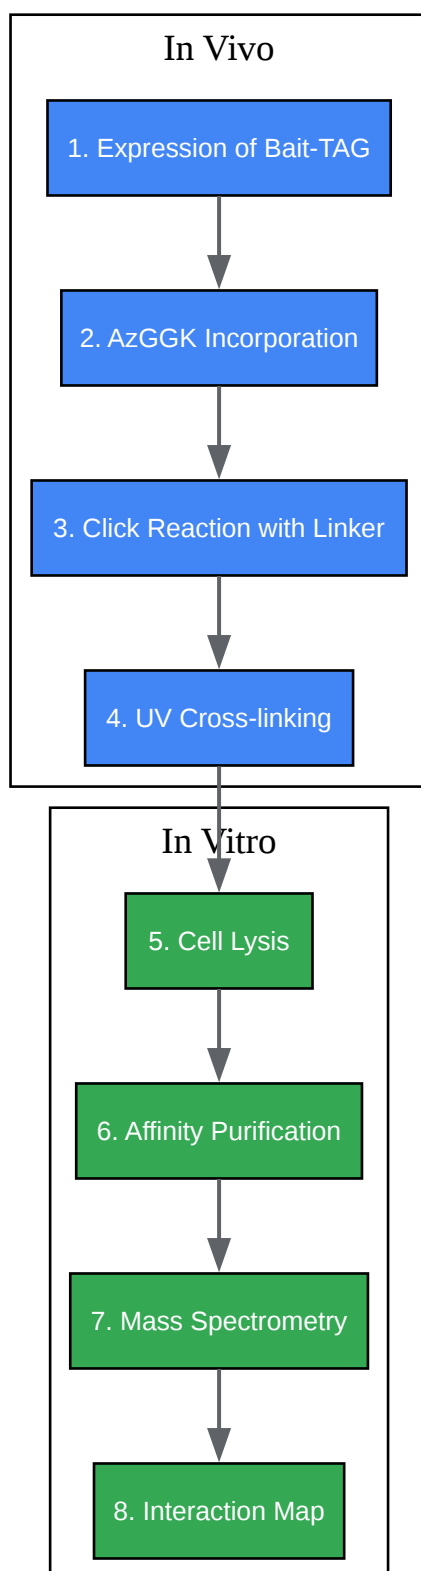 In Vivo
1. Expression of Bait-TAG
2. AzGGK Incorporation
3. Click Reaction with Linker
4. UV Cross-linking
In Vitro
5. Cell Lysis
6. Affinity Purification
7. Mass Spectrometry
8. Interaction Map